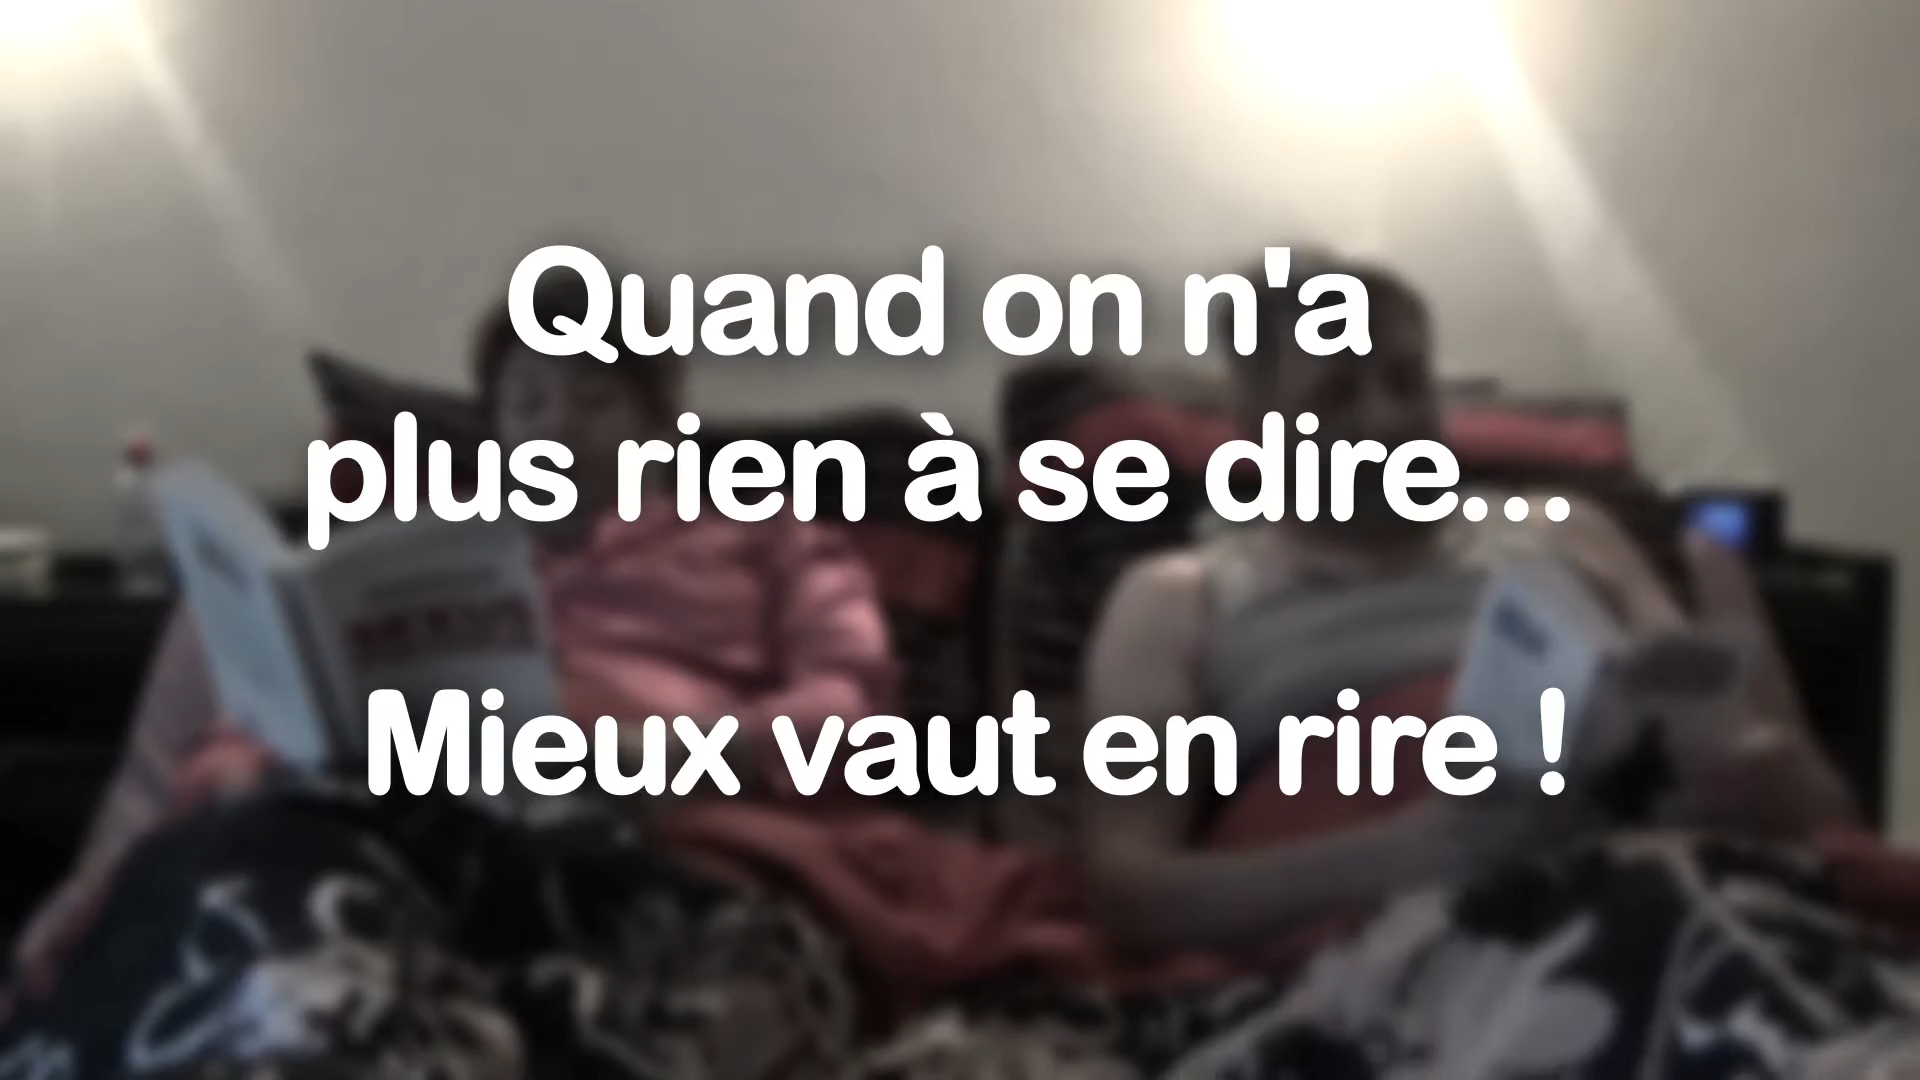 Quand on n'a
plus rien à se dire...
Mieux vaut en rire !